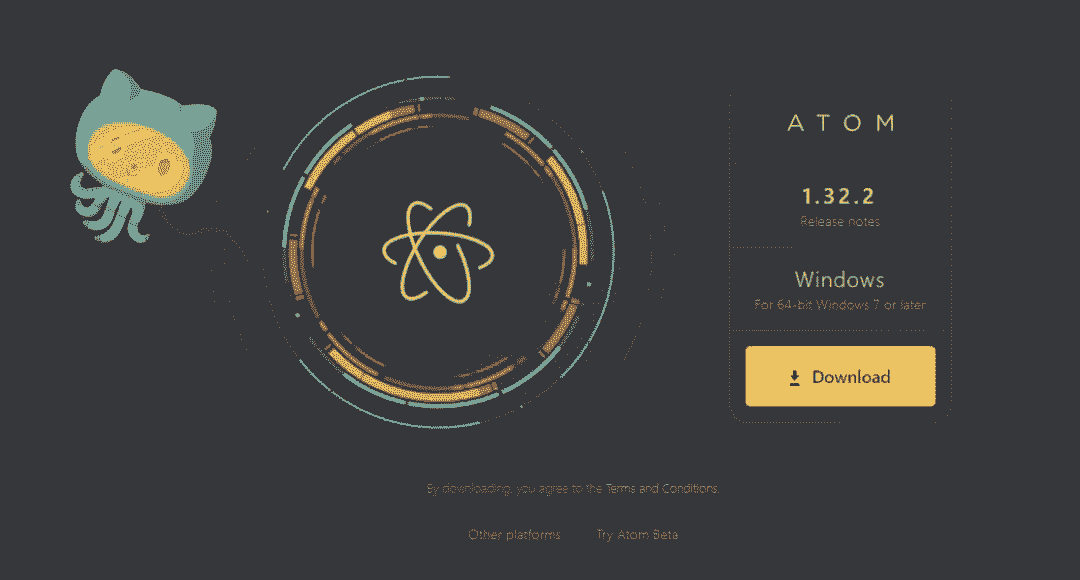 ATOM
1.32.2
Release notes
Windows
For 64-bit Windows 7 or later
Download
By downloading, you agree to the Terms and Conditions.
Other platforms Try Atom Beta